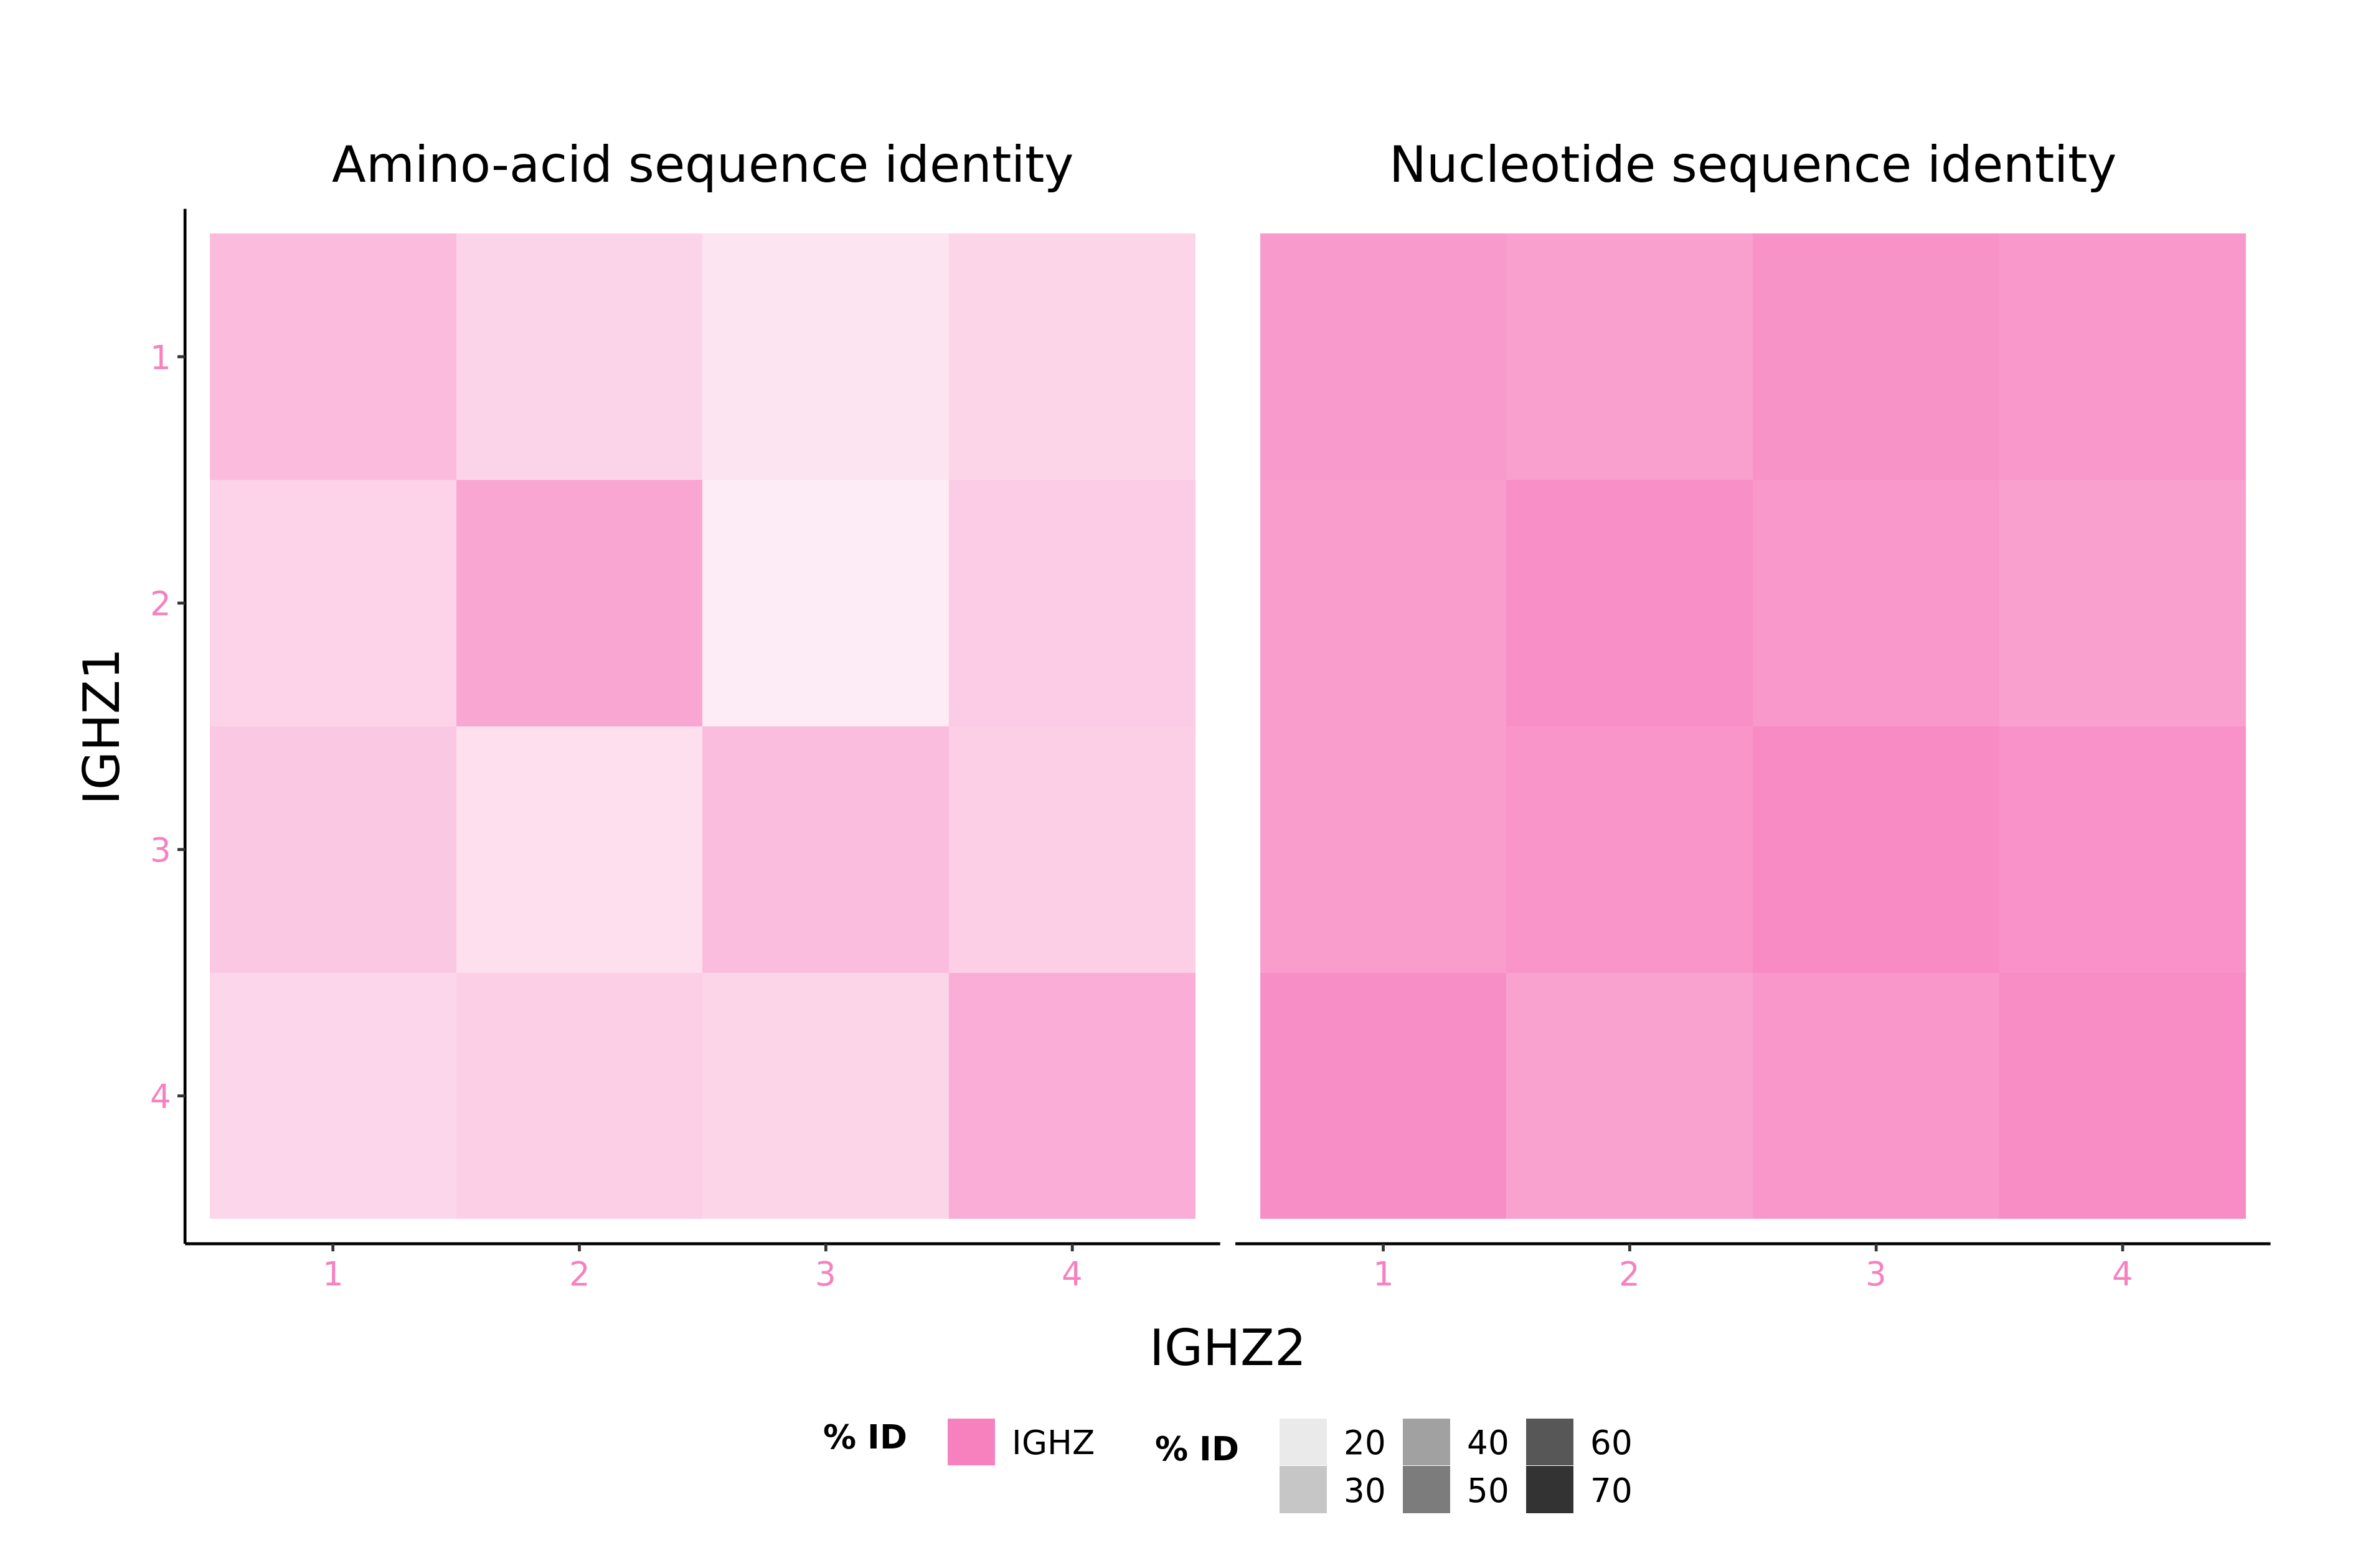 Amino-acid sequence identity
Nucleotide sequence identity
IGHZ1
1
2
3
4
1 2 3 4
1 2 3 4
IGHZ2
% ID IGHZ
% ID 20 40 60
30 50 70